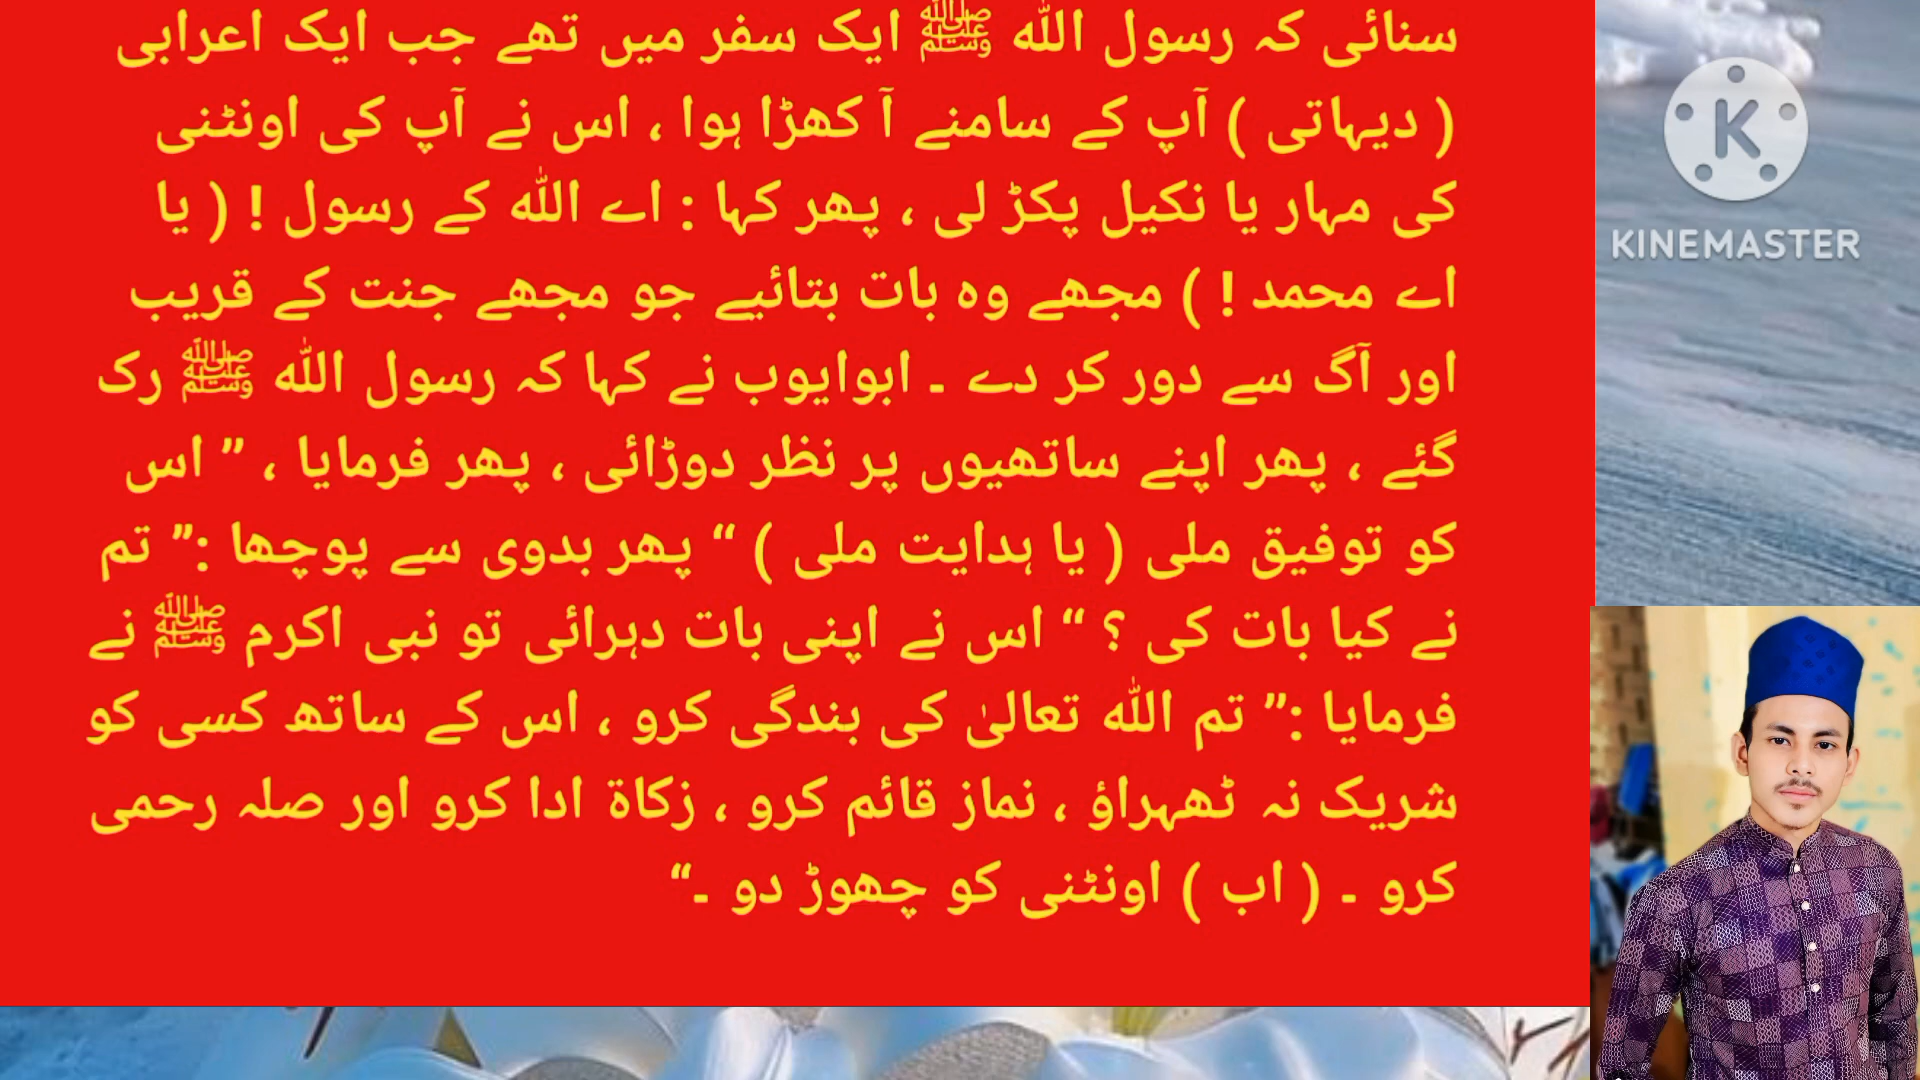 سنائی کہ رسول اللہ ﷺ ایک سفر میں تھے جب ایک اعرابی
( دیہاتی ) آپ کے سامنے آ کھڑا ہوا ، اس نے آپ کی اونٹنی
کی مہار یا نکیل پکڑ لی ، پھر کہا : اے اللہ کے رسول ! ( یا
اے محمد ! ) مجھے وہ بات بتائیے جو مجھے جنت کے قریب
اور آگ سے دور کر دے ۔ ابوایوب نے کہا کہ رسول اللہ ﷺ رک
گئے ، پھر اپنے ساتھیوں پر نظر دوڑائی ، پھر فرمایا ، ” اس
کو توفیق ملی ( یا ہدایت ملی ) “ پھر بدوی سے پوچھا :” تم
نے کیا بات کی ؟ “ اس نے اپنی بات دہرائی تو نبی اکرم ﷺ نے
فرمایا :” تم اللہ تعالیٰ کی بندگی کرو ، اس کے ساتھ کسی کو
شریک نہ ٹھہراؤ ، نماز قائم کرو ، زکاۃ ادا کرو اور صلہ رحمی
کرو ۔ ( اب ) اونٹنی کو چھوڑ دو ۔“
K
KINEMASTER